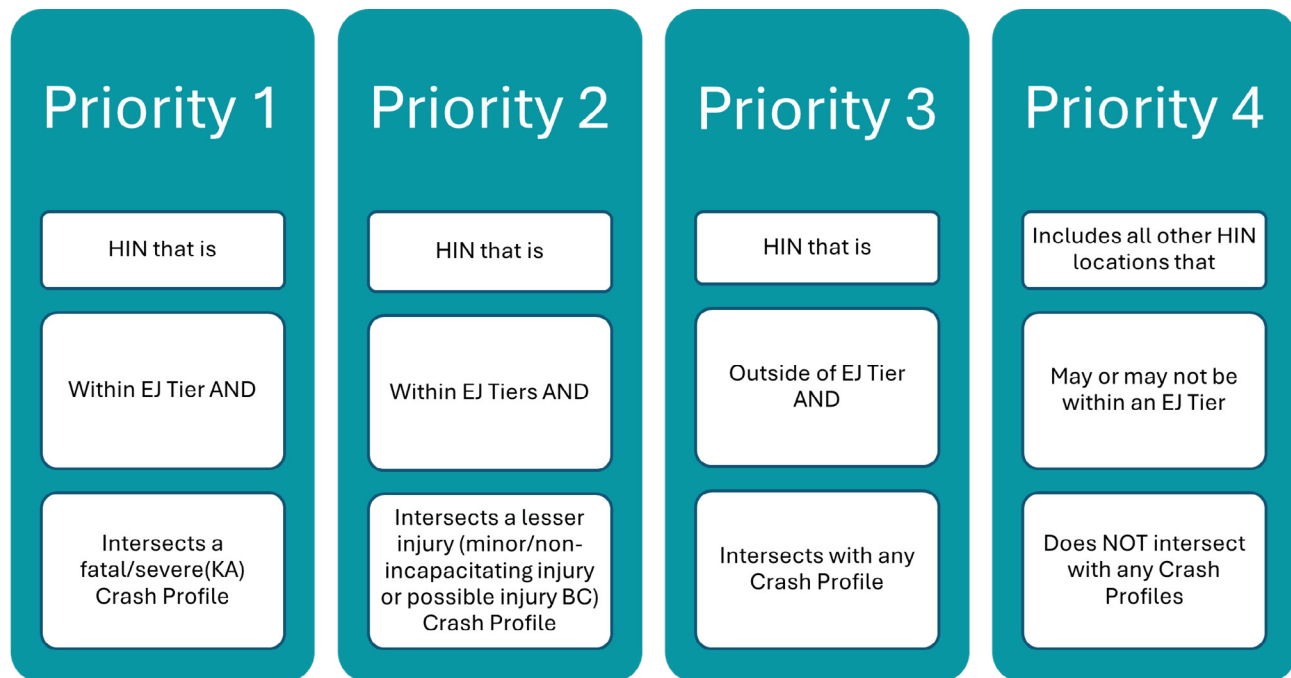 Priority 1
HIN that is
Within EJ Tier AND
Intersects a
fatal/severe(KA)
Crash Profile
Priority 2
HIN that is
Within EJ Tiers AND
Intersects a lesser
injury (minor/non-
incapacitating injury
or possible injury BC)
Crash Profile
Priority 3
HIN that is
Outside of EJ Tier
AND
Intersects with any
Crash Profile
Priority 4
Includes all other HIN
locations that
May or may not be
within an EJ Tier
Does NOT intersect
with any Crash
Profiles